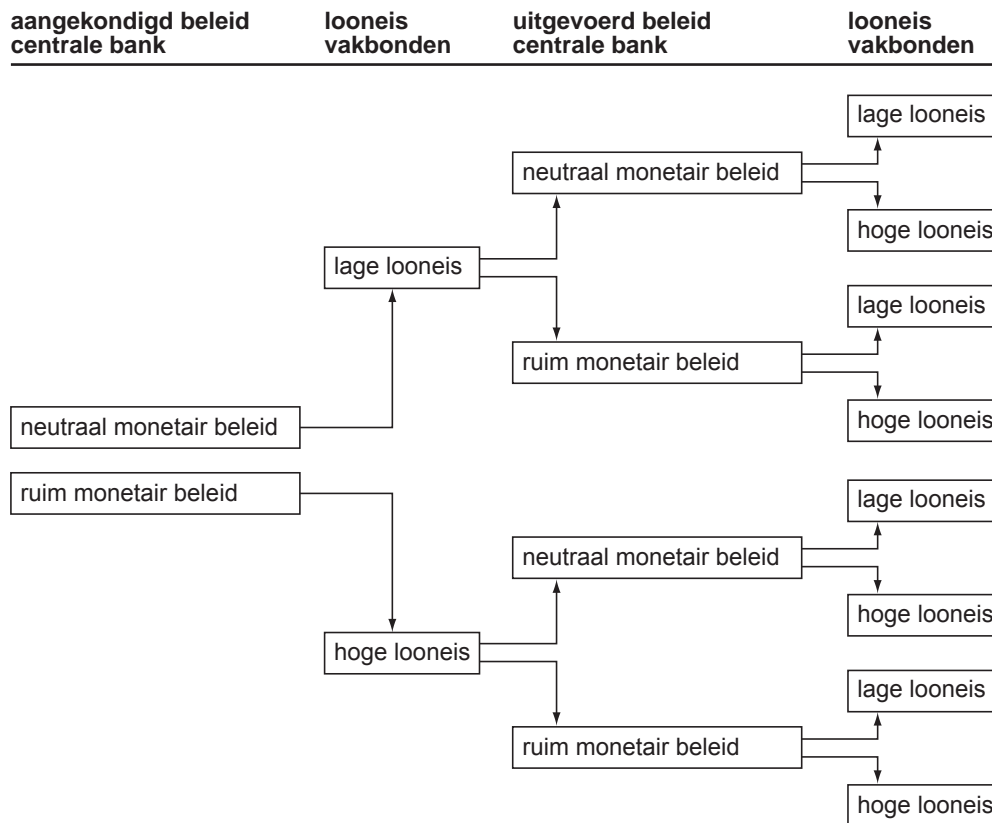 aangekondigd beleid
centrale bank
looneis
vakbonden
uitgevoerd beleid
centrale bank
looneis
vakbonden
lage looneis
neutraal monetair beleid
hoge looneis
lage looneis
lage looneis
ruim monetair beleid
hoge looneis
neutraal monetair beleid
ruim monetair beleid
lage looneis
neutraal monetair beleid
hoge looneis
hoge looneis
lage looneis
ruim monetair beleid
hoge looneis